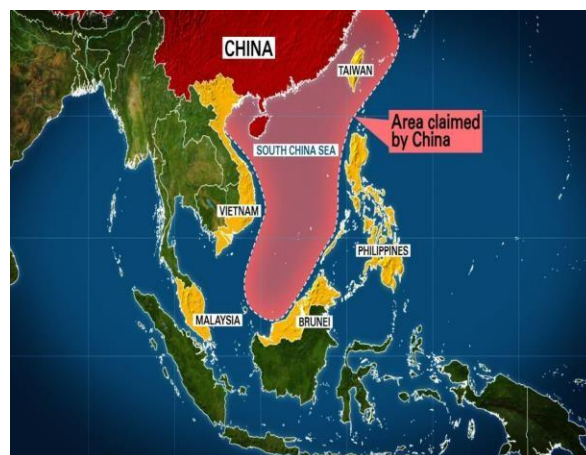 CHINA
TAIWAN
Area claimed
by China
SOUTH CHINA SEA
VIETNAM
PHILIPPINES
MALAYSIA
BRUNEI